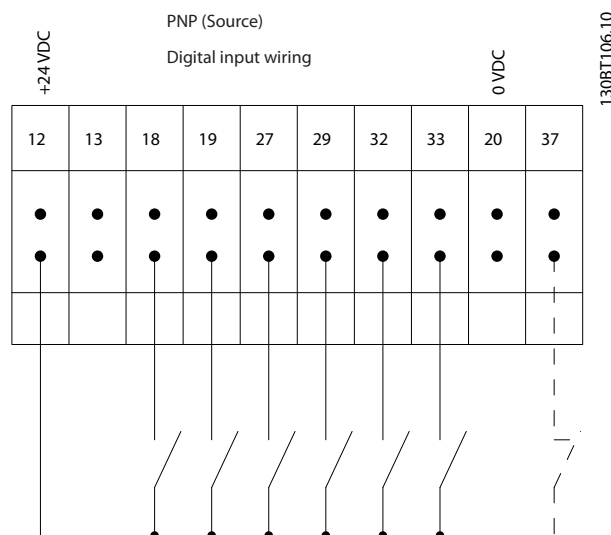 PNP (Source)
Digital input wiring
+24 VDC
0 VDC
130BT106.10
12 13 18 19 27 29 32 33 20 37